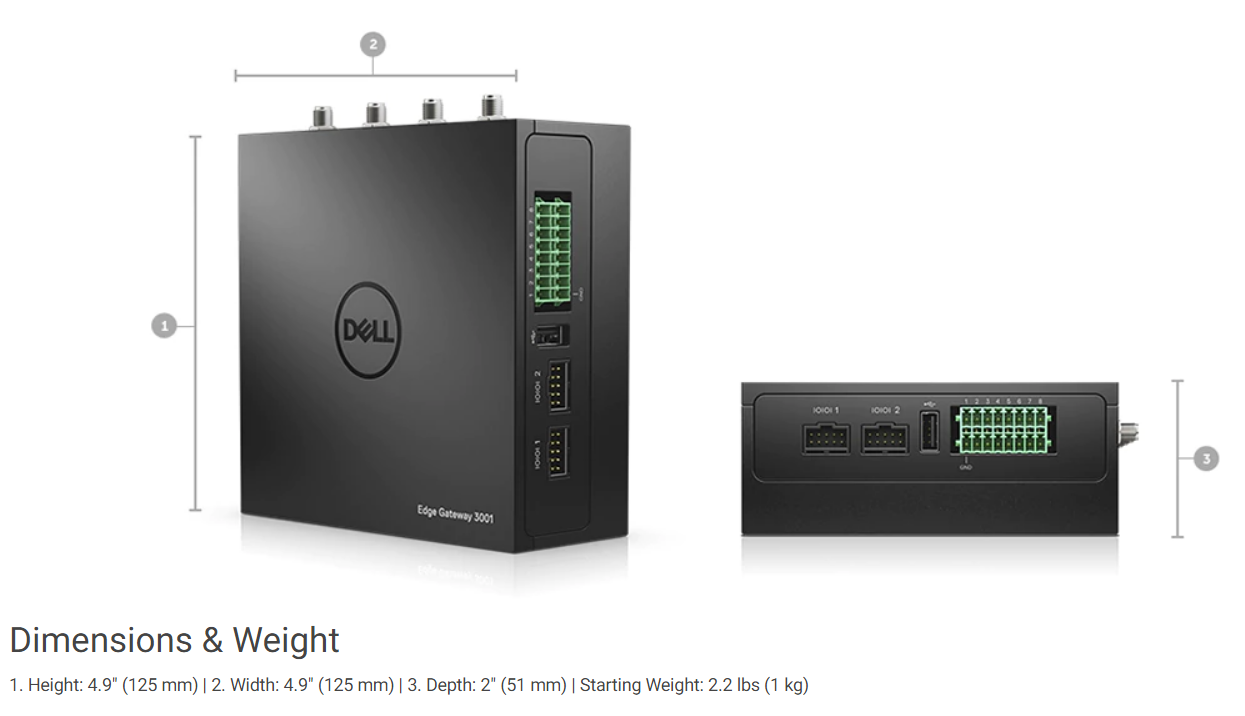 2
1
DELL
8
7
6
5
4
3
2
1
GND
IOIOI 2
IOIOI 1
Edge Gateway 3001
IOIOI 1 IOIOI 2 1 2 3 4 5 6 7 8
GND
3
Dimensions & Weight
1. Height: 4.9" (125 mm) | 2. Width: 4.9" (125 mm) | 3. Depth: 2" (51 mm) | Starting Weight: 2.2 lbs (1 kg)